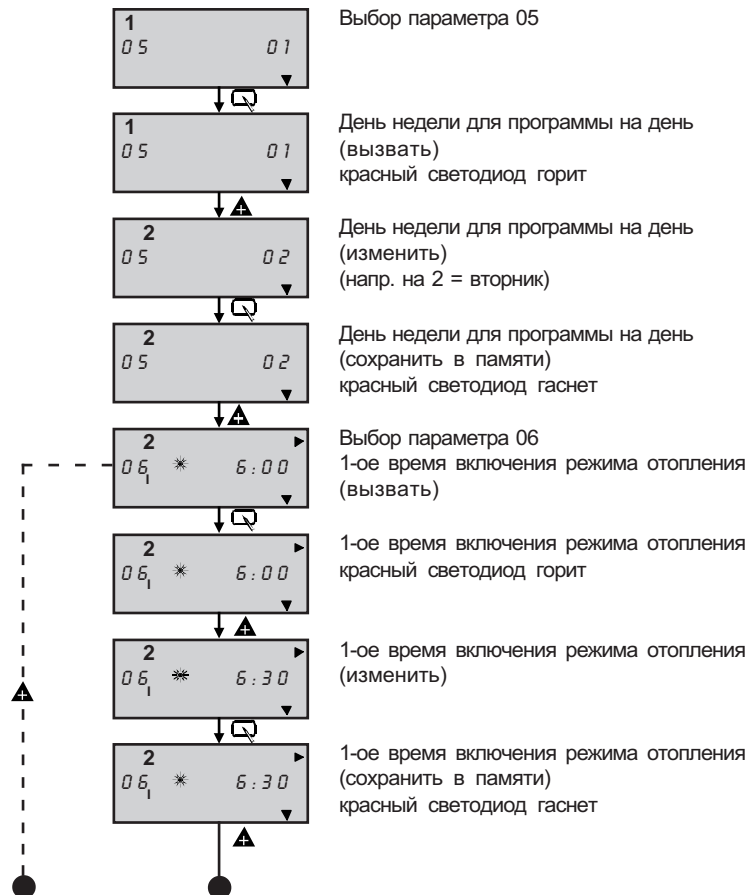 1
05 01
Выбор параметра 05
1
05 01
День недели для программы на день
(вызвать)
красный светодиод горит
2
05 02
День недели для программы на день
(изменить)
(напр. на 2 = вторник)
2
05 02
День недели для программы на день
(сохранить в памяти)
красный светодиод гаснет
2
06 6:00
Выбор параметра 06
1-ое время включения режима отопления
(вызвать)
2
06 6:00
1-ое время включения режима отопления
красный светодиод горит
2
06 6:30
1-ое время включения режима отопления
(изменить)
2
06 6:30
1-ое время включения режима отопления
(сохранить в памяти)
красный светодиод гаснет